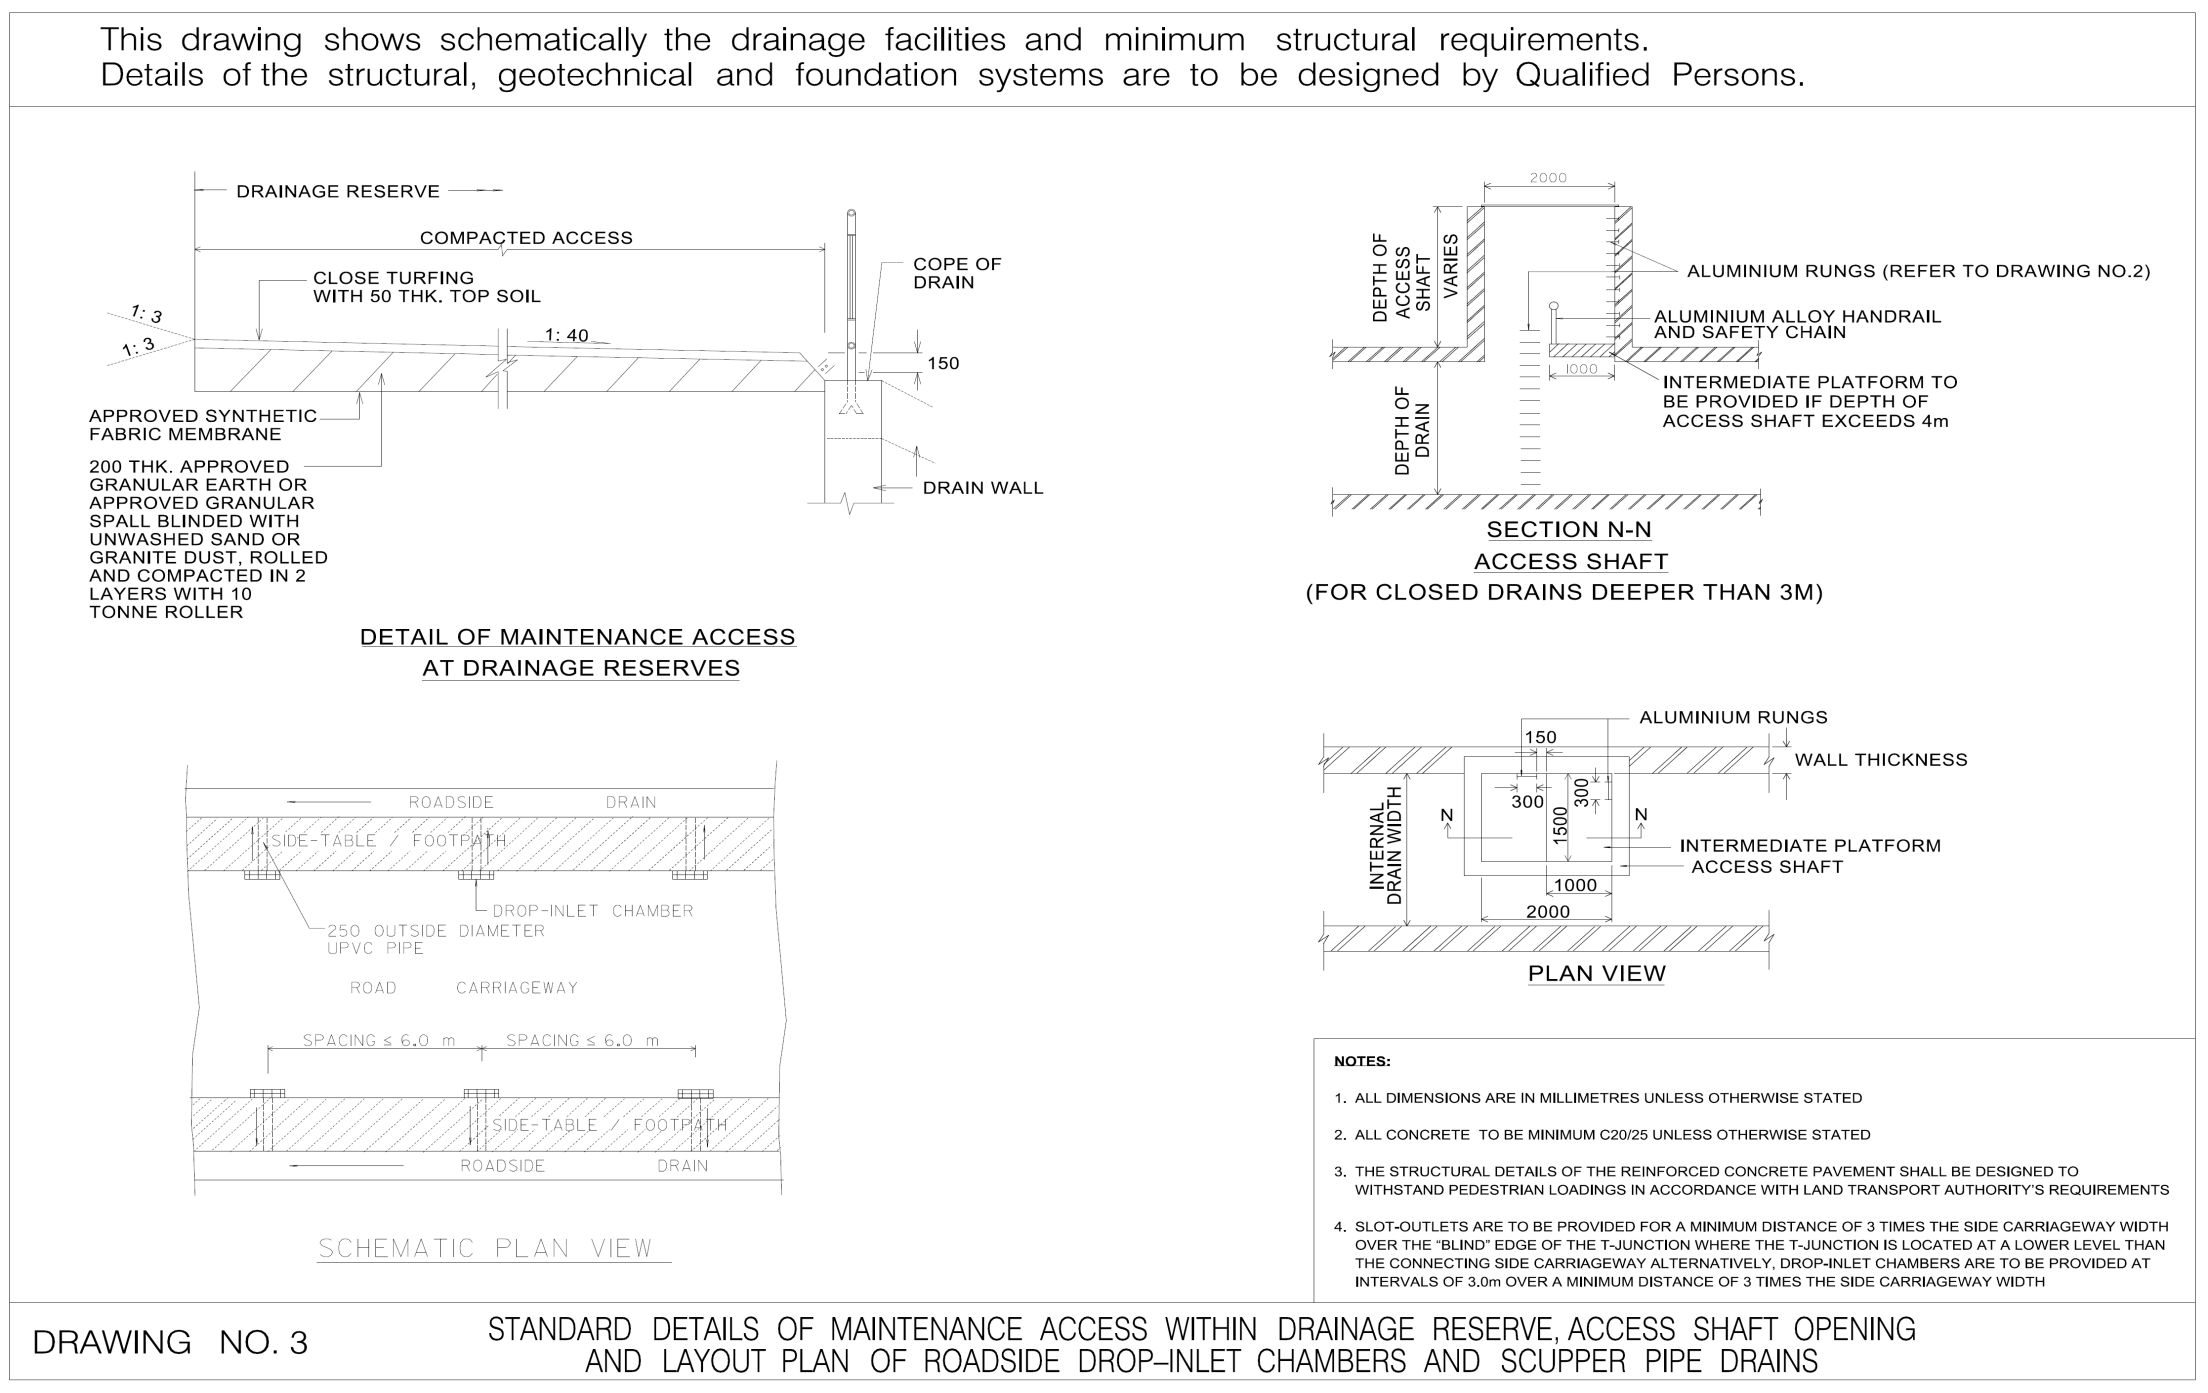 This drawing shows schematically the drainage facilities and minimum structural requirements.
Details of the structural, geotechnical and foundation systems are to be designed by Qualified Persons.
DRAINAGE RESERVE
COMPACTED ACCESS
CLOSE TURFING
WITH 50 THK. TOP SOIL
COPE OF
DRAIN
1: 3
1: 3
1: 40
150
APPROVED SYNTHETIC
FABRIC MEMBRANE
200 THK. APPROVED
GRANULAR EARTH OR
APPROVED GRANULAR
SPALL BLINDED WITH
UNWASHED SAND OR
GRANITE DUST, ROLLED
AND COMPACTED IN 2
LAYERS WITH 10
TONNE ROLLER
DRAIN WALL
DETAIL OF MAINTENANCE ACCESS
AT DRAINAGE RESERVES
2000
DEPTH OF
ACCESS
SHAFT
VARIES
ALUMINIUM RUNGS (REFER TO DRAWING NO.2)
ALUMINIUM ALLOY HANDRAIL
AND SAFETY CHAIN
1000
INTERMEDIATE PLATFORM TO
BE PROVIDED IF DEPTH OF
ACCESS SHAFT EXCEEDS 4m
DEPTH OF
DRAIN
SECTION N-N
ACCESS SHAFT
(FOR CLOSED DRAINS DEEPER THAN 3M)
ROADSIDE DRAIN
SIDE-TABLE / FOOTPATH
DROP-INLET CHAMBER
250 OUTSIDE DIAMETER
UPVC PIPE
ROAD CARRIAGEWAY
SPACING ≤ 6.0 m
SPACING ≤ 6.0 m
SIDE-TABLE / FOOTPATH
ROADSIDE DRAIN
SCHEMATIC PLAN VIEW
ALUMINIUM RUNGS
150
WALL THICKNESS
300
300
1500
INTERNAL
DRAIN WIDTH
N
N
INTERMEDIATE PLATFORM
ACCESS SHAFT
1000
2000
PLAN VIEW
NOTES:
1. ALL DIMENSIONS ARE IN MILLIMETRES UNLESS OTHERWISE STATED
2. ALL CONCRETE TO BE MINIMUM C20/25 UNLESS OTHERWISE STATED
3. THE STRUCTURAL DETAILS OF THE REINFORCED CONCRETE PAVEMENT SHALL BE DESIGNED TO
WITHSTAND PEDESTRIAN LOADINGS IN ACCORDANCE WITH LAND TRANSPORT AUTHORITY'S REQUIREMENTS
4. SLOT-OUTLETS ARE TO BE PROVIDED FOR A MINIMUM DISTANCE OF 3 TIMES THE SIDE CARRIAGEWAY WIDTH
OVER THE “BLIND” EDGE OF THE T-JUNCTION WHERE THE T-JUNCTION IS LOCATED AT A LOWER LEVEL THAN
THE CONNECTING SIDE CARRIAGEWAY ALTERNATIVELY, DROP-INLET CHAMBERS ARE TO BE PROVIDED AT
INTERVALS OF 3.0m OVER A MINIMUM DISTANCE OF 3 TIMES THE SIDE CARRIAGEWAY WIDTH
DRAWING NO. 3
STANDARD DETAILS OF MAINTENANCE ACCESS WITHIN DRAINAGE RESERVE, ACCESS SHAFT OPENING
AND LAYOUT PLAN OF ROADSIDE DROP–INLET CHAMBERS AND SCUPPER PIPE DRAINS